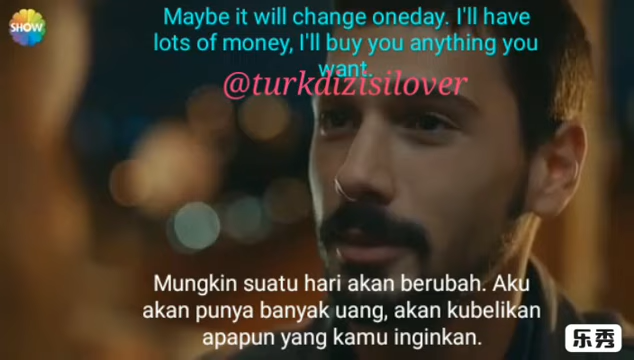 SHOW
Maybe it will change oneday. I'll have
lots of money, I'll buy you anything you
want.
@turkdizisilover
Mungkin suatu hari akan berubah. Aku
akan punya banyak uang, akan kubelikan
apapun yang kamu inginkan.
乐秀